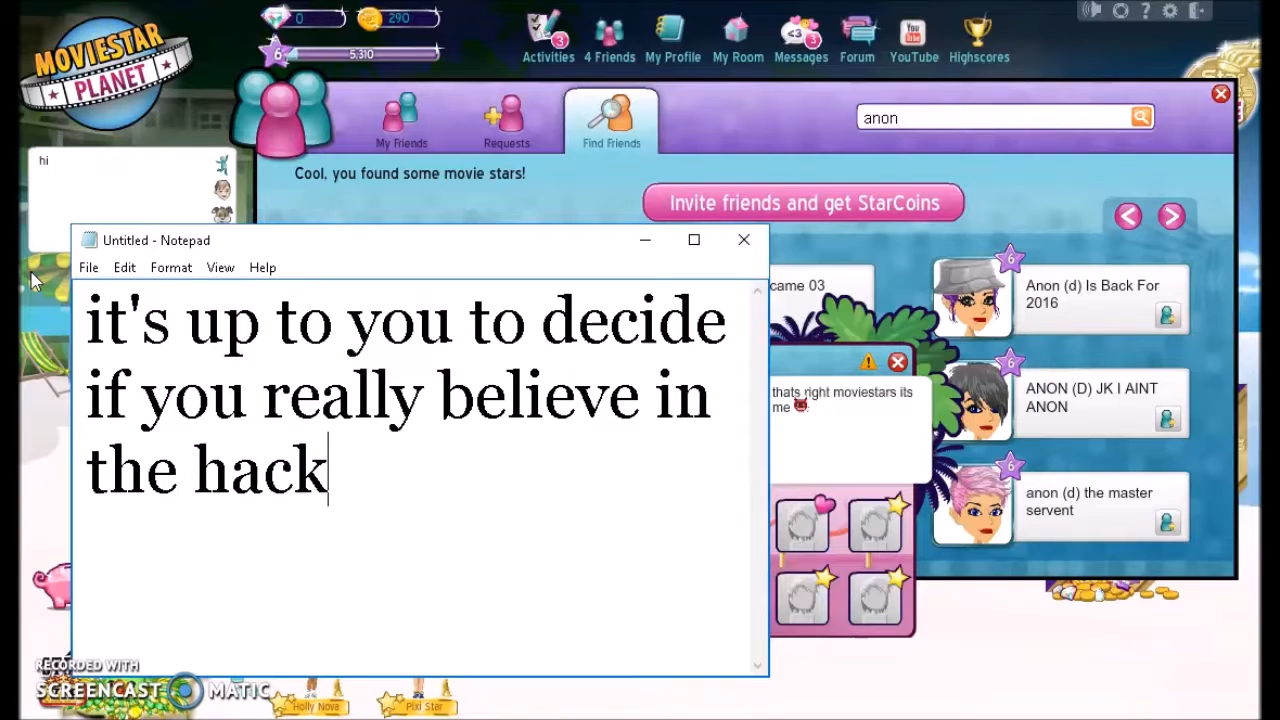 MOVIESTAR
PLANET
0
290
6
5,310
Activities
3
4 Friends
My Profile
My Room
<3
3
Messages
Forum
You
Tube
YouTube
Highscores
My Friends
Requests
Find Friends
anon
hi
Cool, you found some movie stars!
Invite friends and get StarCoins
Untitled - Notepad
File Edit Format View Help
it's up to you to decide
if you really believe in
the hack
came 03
6
Anon (d) Is Back For
2016
thats right moviestars its
me
6
ANON (D) JK I AINT
ANON
6
anon (d) the master
servent
RECORDED WITH
SCREENCAST MATIC
Holly Nova
Pixi Star